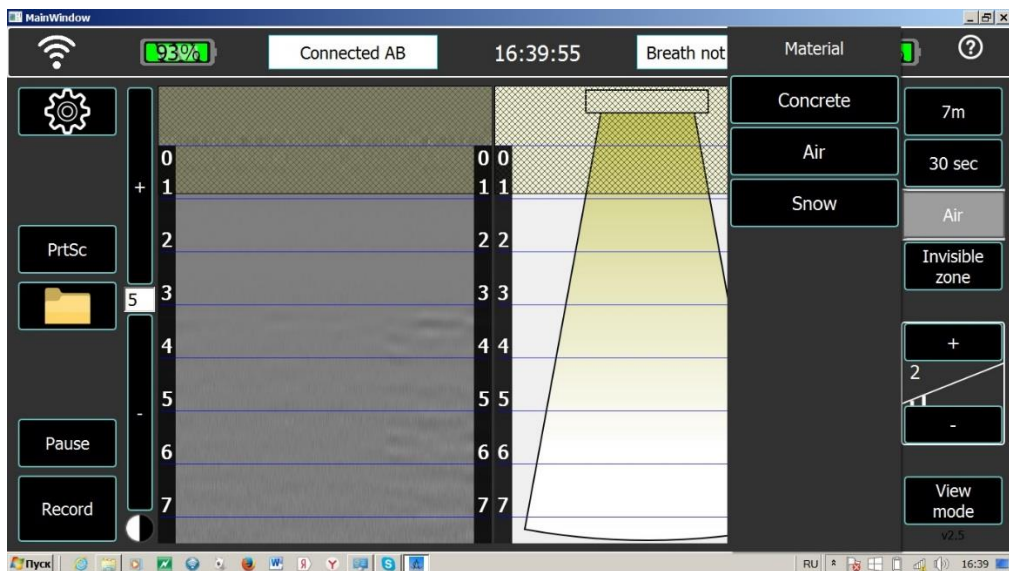 MainWindow
93%
Connected AB
16:39:55
Breath not
Material
Concrete
Air
Snow
7m
30 sec
Air
Invisible
zone
+
2
-
View
mode
v2.5
+
5
-
PrtSc
Pause
Record
0
1
2
3
4
5
6
7
0
1
2
3
4
5
6
7
0
1
2
3
4
5
6
7
Пуск
RU
16:39